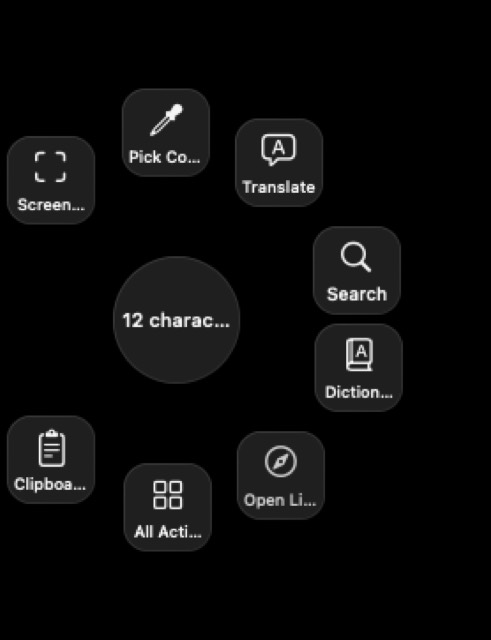 Pick Co...
Translate
Screen...
Search
12 charac...
Diction...
Clipboa...
Open Li...
All Acti...